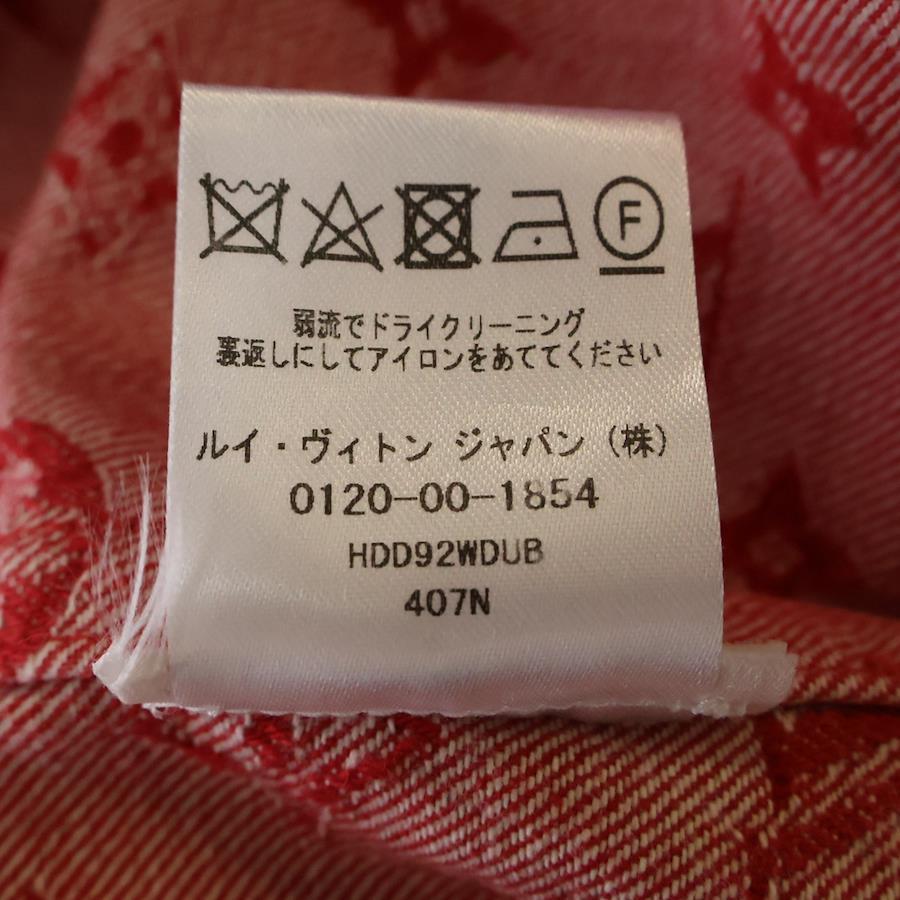 F
弱流でドライクリーニング
裏返しにしてアイロンをあててください
ルイ・ヴィトン ジャパン (株)
0120-00-1854
HDD92WDUB
407N